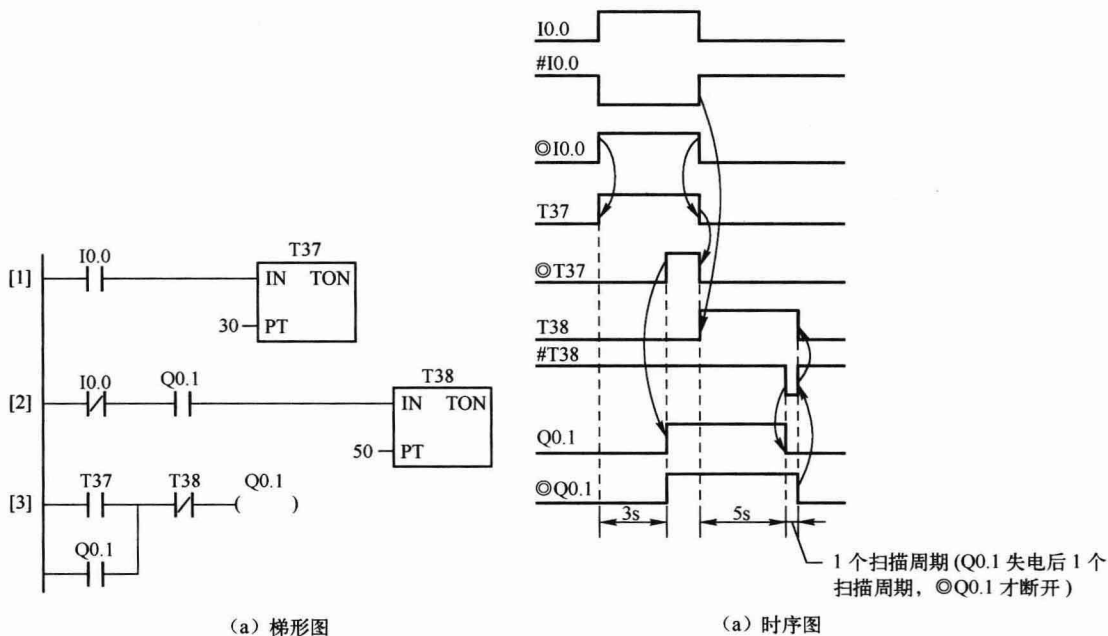 [1]
I0.0
T37
IN TON
30 PT
[2]
I0.0
Q0.1
T38
IN TON
50 PT
[3]
T37
T38
Q0.1
( )
Q0.1
(a) 梯形图
I0.0
#I0.0
◎I0.0
T37
◎T37
T38
#T38
Q0.1
◎Q0.1
3s
5s
1 个扫描周期 (Q0.1 失电后 1 个
扫描周期，◎Q0.1 才断开 )
(a) 时序图